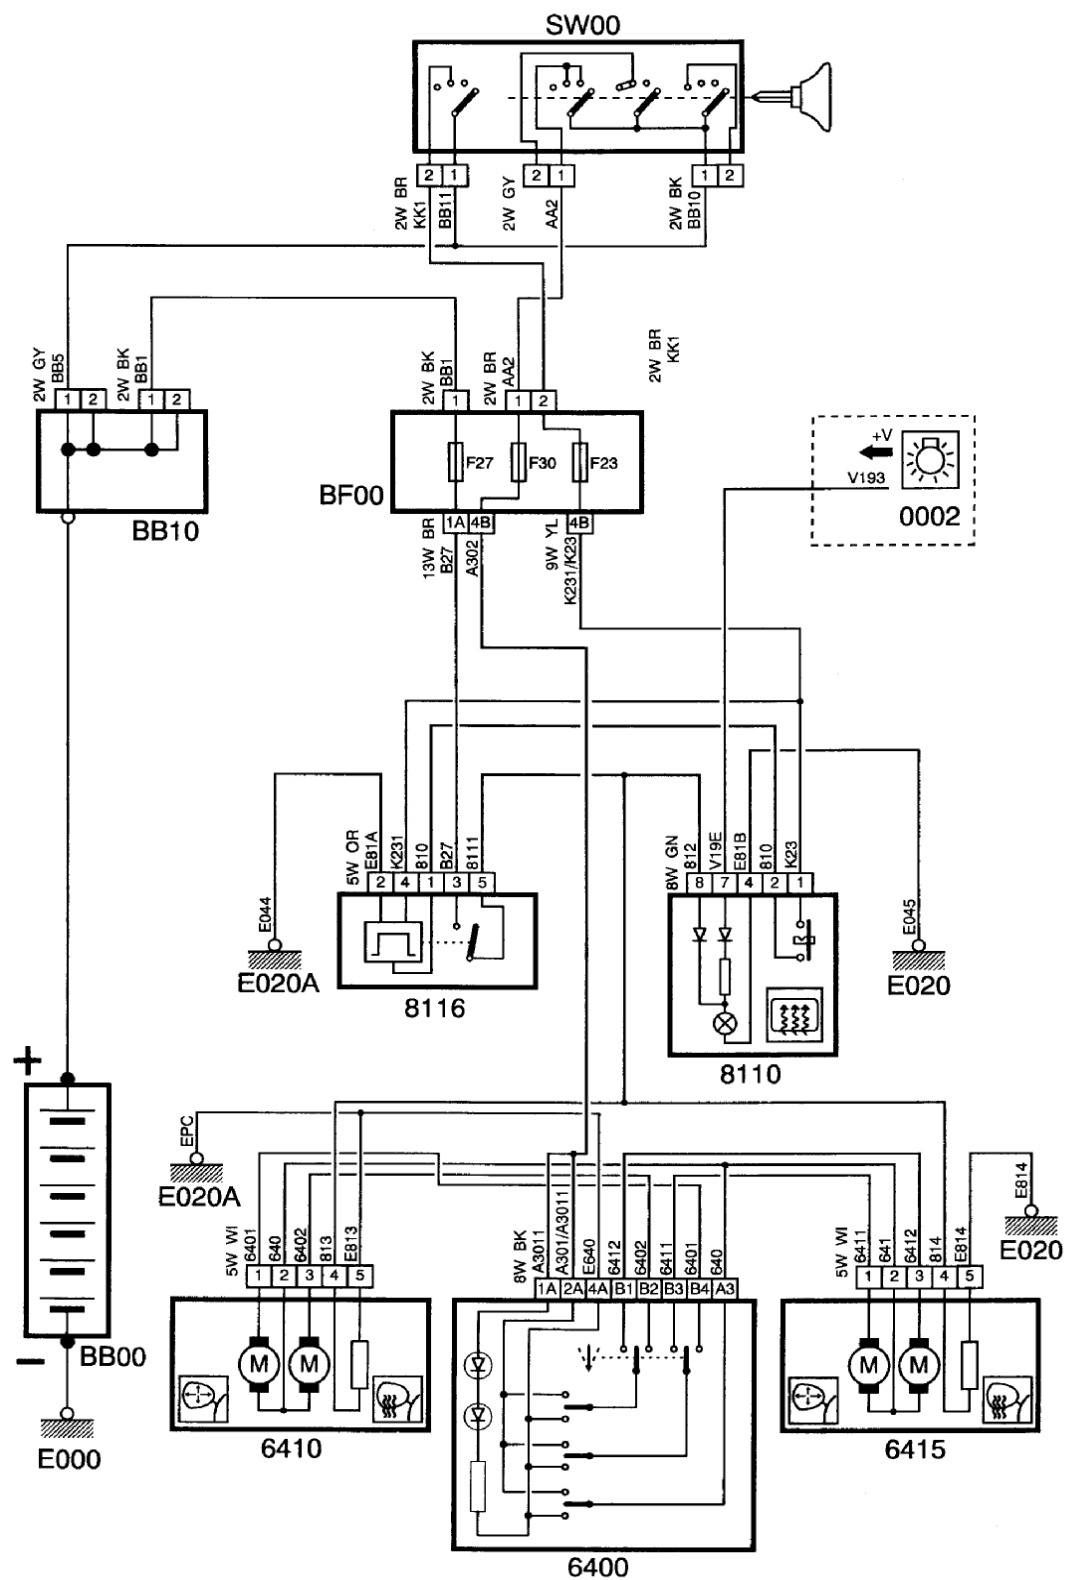 SW00
2 1 2 1 1 2
2W BR
KK1
BB11
2W GY
AA2
2W BK
BB10
2W GY
BB5
2W BK
BB1
2W BK
BB1
2W BR
AA2
2W BR
KK1
1 2 1 2 1 1 2
F27 F30 F23
BF00
BB10
+V
V193
0002
1A 4B 4B
13W BR
B27
A302
9W YL
K231/K23
5W OR
E81A
K231
810
B27
8111
8W GN
812
V19E
E81B
810
K23
2 4 1 3 5
8 7 4 2 1
E044
E020A
E045
E020
8116
8110
+
EPC
E020A
E814
E020
5W WI
6401
640
6402
813
E813
8W BK
A3011
A301/A3011
E640
6412
6402
6411
6401
640
5W WI
6411
641
6412
814
E814
1 2 3 4 5
1A 2A 4A B1 B2 B3 B4 A3
1 2 3 4 5
M M
M M
−
BB00
E000
6410
6415
6400